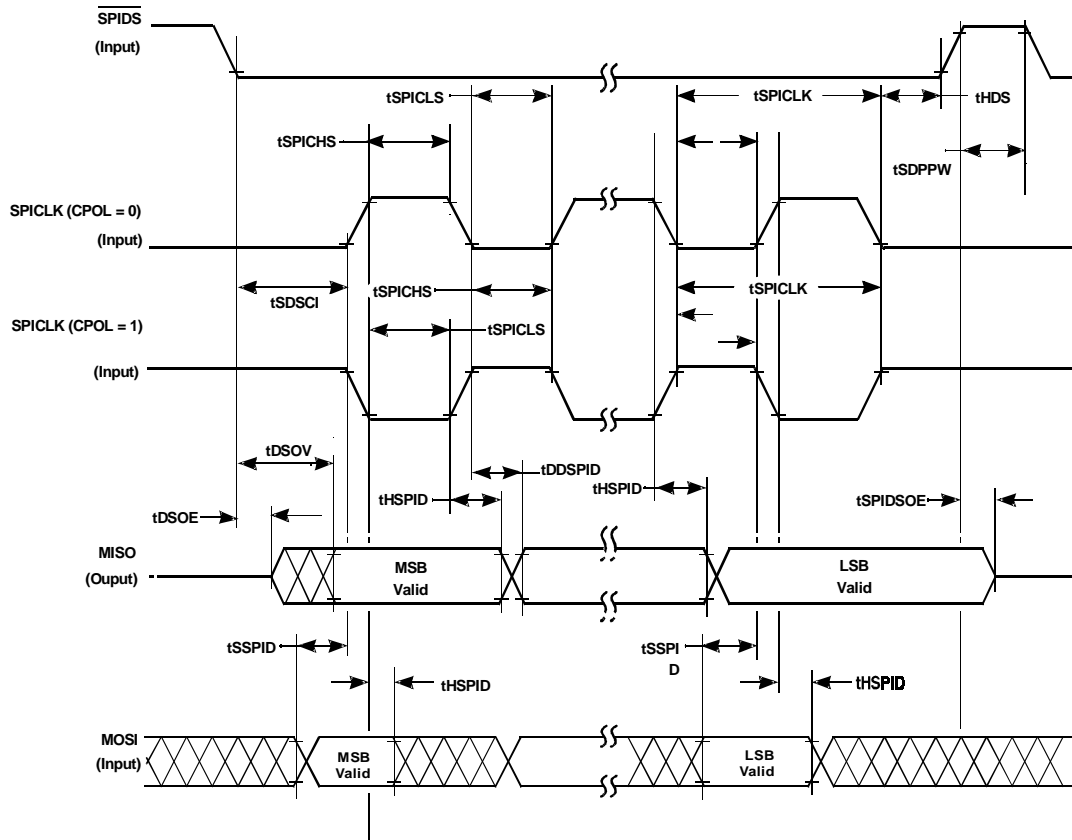 SPIDS
(Input)
tSPICLS
tSPICLK
tHDS
tSPICHS
tSDPPW
SPICLK (CPOL = 0)
(Input)
tSDSCI
tSPICHS
tSPICLK
SPICLK (CPOL = 1)
tSPICLS
(Input)
tDSOV
tDDSPID
tHSPID
tHSPID
tSPIDSOE
tDSOE
MISO
(Ouput)
MSB
Valid
LSB
Valid
tSSPID
tSSPI
D
tHSPID
tHSPID
MOSI
(Input)
MSB
Valid
LSB
Valid